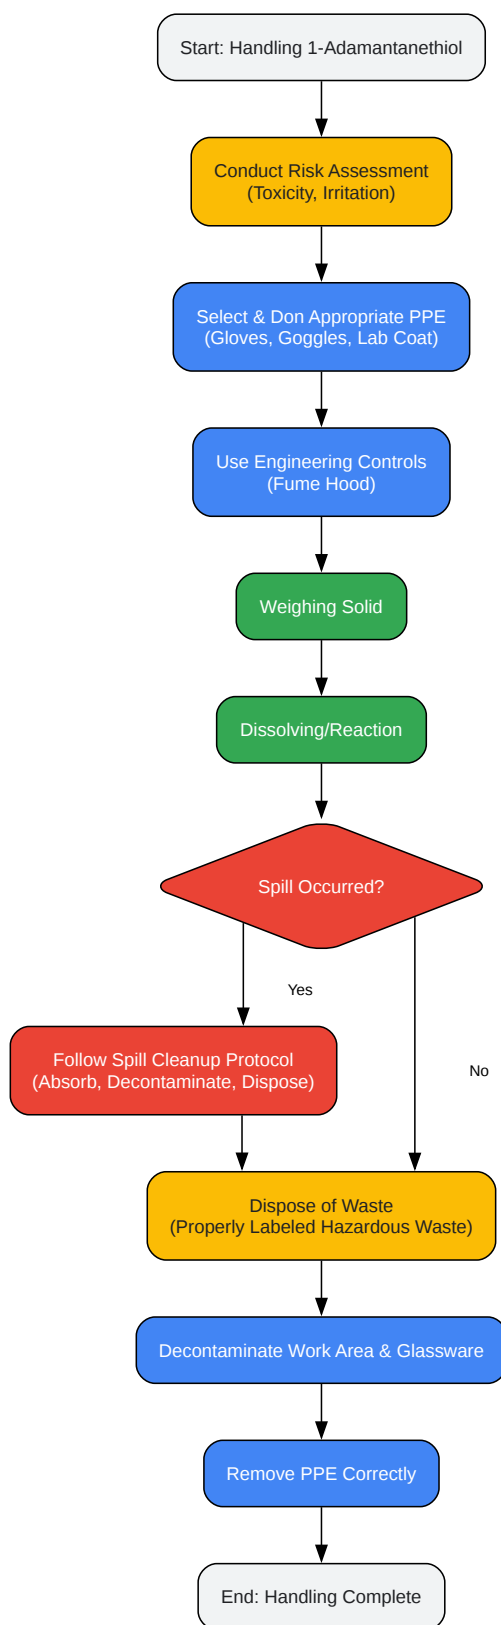 Start: Handling 1-Adamantanethiol
Conduct Risk Assessment
(Toxicity, Irritation)
Select & Don Appropriate PPE
(Gloves, Goggles, Lab Coat)
Use Engineering Controls
(Fume Hood)
Weighing Solid
Dissolving/Reaction
Spill Occurred?
Yes
Follow Spill Cleanup Protocol
(Absorb, Decontaminate, Dispose)
No
Dispose of Waste
(Properly Labeled Hazardous Waste)
Decontaminate Work Area & Glassware
Remove PPE Correctly
End: Handling Complete